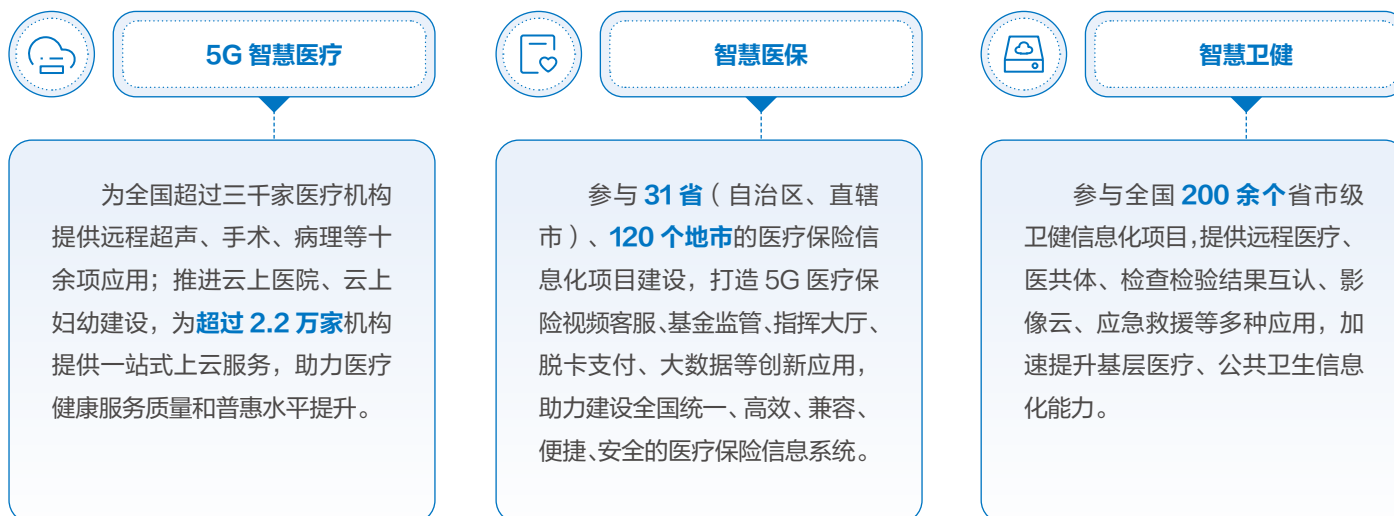 5G 智慧医疗
为全国超过三千家医疗机构
提供远程超声、手术、病理等十
余项应用；推进云上医院、云上
妇幼建设，为超过 2.2 万家机构
提供一站式上云服务，助力医疗
健康服务质量和普惠水平提升。
智慧医保
参与 31 省（自治区、直辖
市）、120 个地市的医疗保险信
息化项目建设，打造 5G 医疗保
险视频客服、基金监管、指挥大厅、
脱卡支付、大数据等创新应用，
助力建设全国统一、高效、兼容、
便捷、安全的医疗保险信息系统。
智慧卫健
参与全国 200 余个省市级
卫健信息化项目，提供远程医疗、
医共体、检查检验结果互认、影
像云、应急救援等多种应用，加
速提升基层医疗、公共卫生信息
化能力。